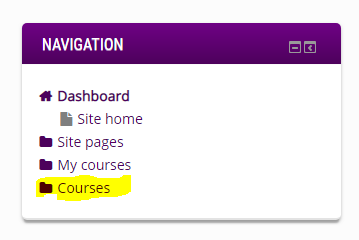 NAVIGATION
Dashboard
Site home
Site pages
My courses
Courses